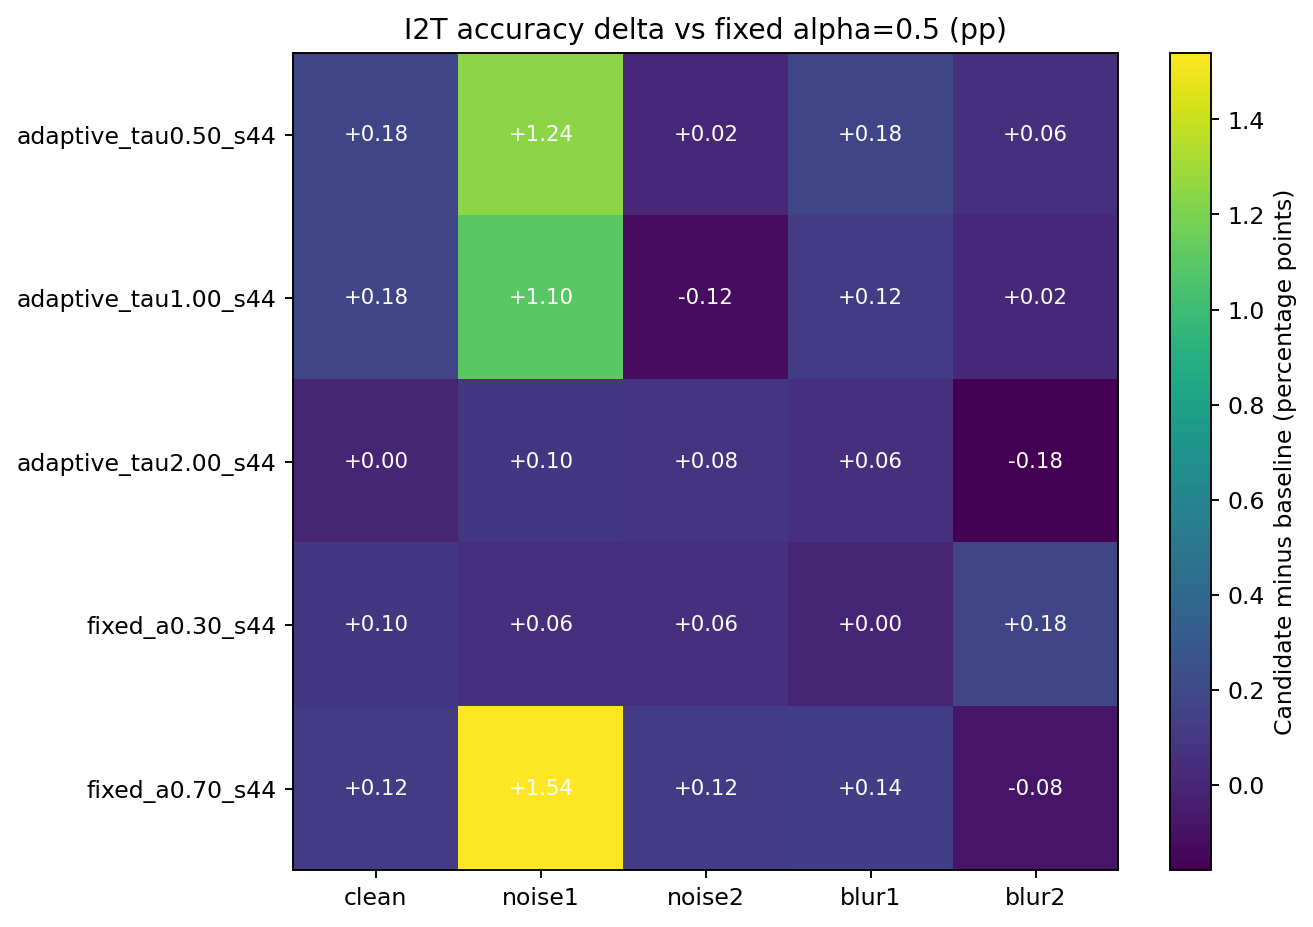 I2T accuracy delta vs fixed alpha=0.5 (pp)
adaptive_tau0.50_s44
+0.18 +1.24 +0.02 +0.18 +0.06
adaptive_tau1.00_s44
+0.18 +1.10 -0.12 +0.12 +0.02
adaptive_tau2.00_s44
+0.00 +0.10 +0.08 +0.06 -0.18
fixed_a0.30_s44
+0.10 +0.06 +0.06 +0.00 +0.18
fixed_a0.70_s44
+0.12 +1.54 +0.12 +0.14 -0.08
clean noise1 noise2 blur1 blur2
1.4
1.2
1.0
0.8
0.6
0.4
0.2
0.0
Candidate minus baseline (percentage points)